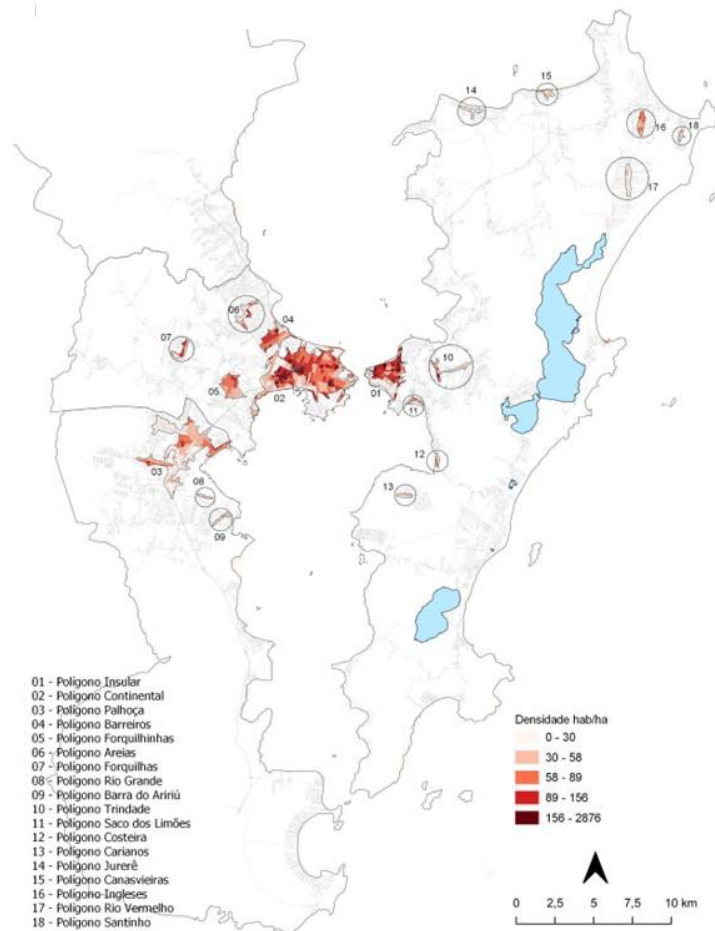 15
14
16
18
17
06
04
07
10
05
02
01
11
03
12
08
13
09
01 - Polígono Insular
02 - Polígono Continental
03 - Polígono Palhoça
04 - Polígono Barreiros
05 - Polígono Forquilhinhas
06 - Polígono Areias
07 - Polígono Forquilhas
08 - Polígono Rio Grande
09 - Polígono Barra do Aririú
10 - Polígono Trindade
11 - Polígono Saco dos Limões
12 - Polígono Costeira
13 - Polígono Carianos
14 - Polígono Jurerê
15 - Polígono Canasvieiras
16 - Polígono Ingleses
17 - Polígono Rio Vermelho
18 - Polígono Santinho
Densidade hab/ha
0 - 30
30 - 58
58 - 89
89 - 156
156 - 2876
0 2,5 5 7,5 10 km